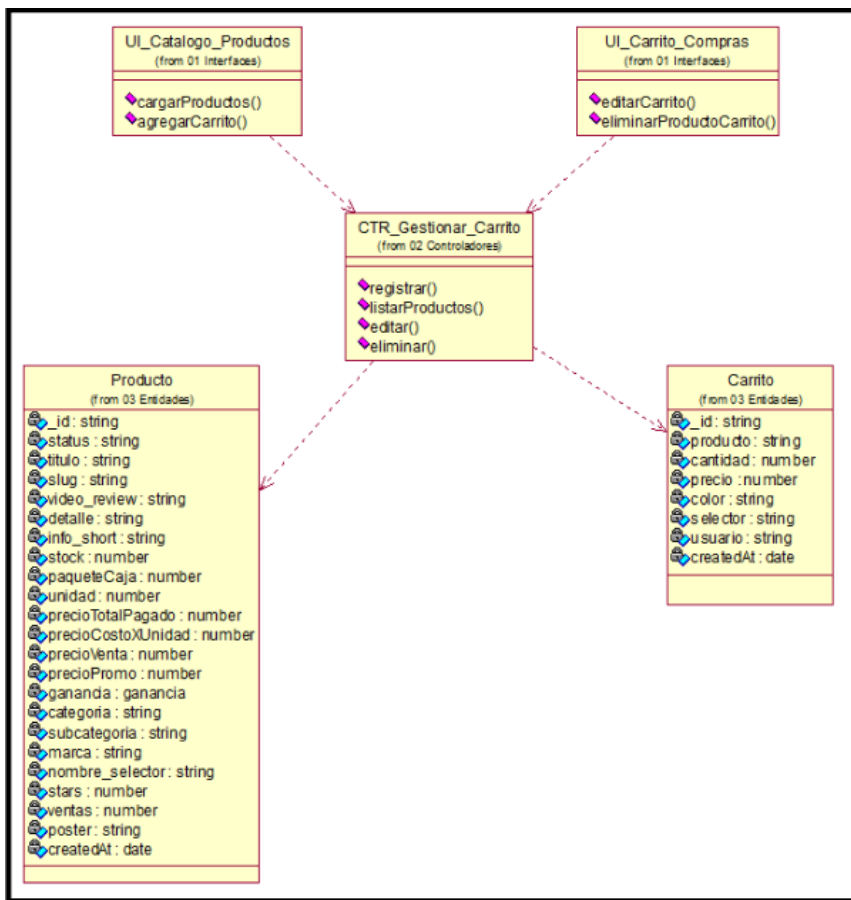 UI_Catalogo_Productos
(from 01 Interfaces)
cargarProductos()
agregarCarrito()
UI_Carrito_Compras
(from 01 Interfaces)
editarCarrito()
eliminarProductoCarrito()
CTR_Gestionar_Carrito
(from 02 Controladores)
registrar()
listarProductos()
editar()
eliminar()
Producto
(from 03 Entidades)
_id : string
status : string
titulo : string
slug : string
video_review : string
detalle : string
info_short : string
stock : number
paqueteCaja : number
unidad : number
precioTotalPagado : number
precioCostoXUnidad : number
precioVenta : number
precioPromo : number
ganancia : ganancia
categoria : string
subcategoria : string
marca : string
nombre_selector : string
stars : number
ventas : number
poster : string
createdAt : date
Carrito
(from 03 Entidades)
_id : string
producto : string
cantidad : number
precio : number
color : string
selector : string
usuario : string
createdAt : date